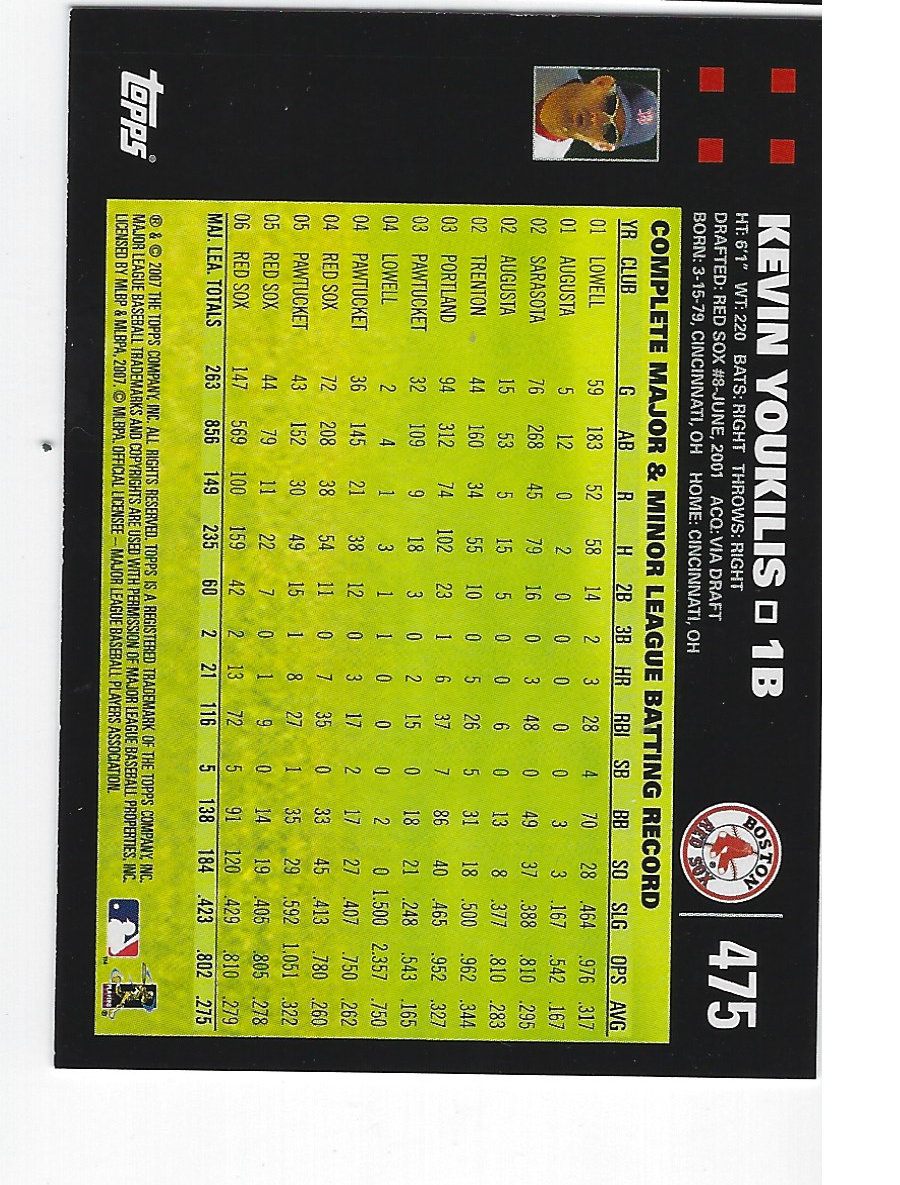 KEVIN YOUKILIS □ 1B
HT: 6'1" WT: 220 BATS: RIGHT THROWS: RIGHT
DRAFTED: RED SOX #8-JUNE, 2001 ACQ: VIA DRAFT
BORN: 3-15-79, CINCINNATI, OH HOME: CINCINNATI, OH
BOSTON
RED SOX
475
topps®
COMPLETE MAJOR & MINOR LEAGUE BATTING RECORD
YR CLUB G AB R H 2B 3B HR RBI SB BB SO SLG OPS AVG
01 LOWELL 59 183 52 58 14 2 3 28 4 70 28 .464 .976 .317
01 AUGUSTA 5 12 0 2 0 0 0 0 0 3 3 .167 .542 .167
02 SARASOTA 76 268 45 79 16 0 3 48 0 49 37 .388 .810 .295
02 AUGUSTA 15 53 5 15 5 0 0 6 0 13 8 .377 .810 .283
02 TRENTON 44 160 34 55 10 0 5 26 5 31 18 .500 .962 .344
03 PORTLAND 94 312 74 102 23 1 6 37 7 86 40 .465 .952 .327
03 PAWTUCKET 32 109 9 18 3 0 2 15 0 18 21 .248 .543 .165
04 LOWELL 2 4 1 3 1 1 0 0 0 2 0 1.500 2.357 .750
04 PAWTUCKET 36 145 21 38 12 0 3 17 2 17 27 .407 .750 .262
04 RED SOX 72 208 38 54 11 0 7 35 0 33 45 .413 .780 .260
05 PAWTUCKET 43 152 30 49 15 1 8 27 1 35 29 .592 1.051 .322
05 RED SOX 44 79 11 22 7 0 1 9 0 14 19 .405 .805 .278
06 RED SOX 147 569 100 159 42 2 13 72 5 91 120 .429 .810 .279
MAJ. LEA. TOTALS 263 856 149 235 60 2 21 116 5 138 184 .423 .802 .275
® & © 2007 THE TOPPS COMPANY, INC. ALL RIGHTS RESERVED. TOPPS IS A REGISTERED TRADEMARK OF THE TOPPS COMPANY, INC.
MAJOR LEAGUE BASEBALL TRADEMARKS AND COPYRIGHTS ARE USED WITH PERMISSION OF MAJOR LEAGUE BASEBALL PROPERTIES, INC.
LICENSED BY MLBP & MLBPA, 2007. © MLBPA. OFFICIAL LICENSEE – MAJOR LEAGUE BASEBALL PLAYERS ASSOCIATION.